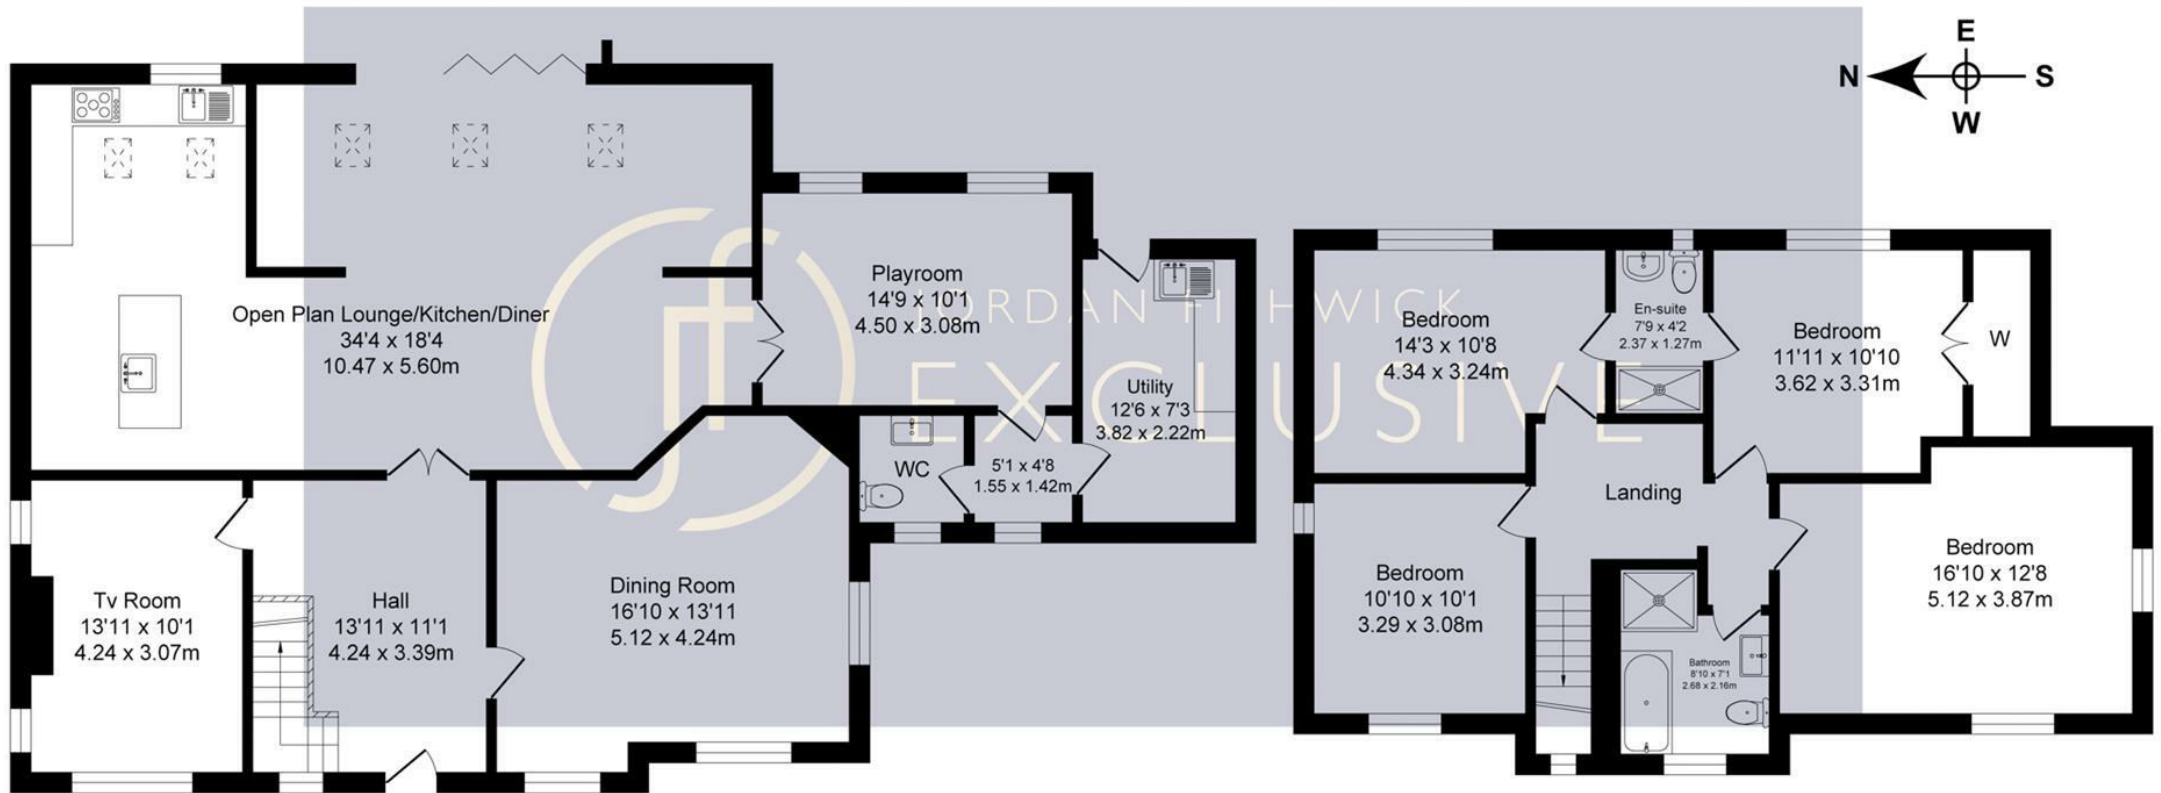 E
N
S
W
Open Plan Lounge/Kitchen/Diner
34'4 x 18'4
10.47 x 5.60m
Playroom
14'9 x 10'1
4.50 x 3.08m
Utility
12'6 x 7'3
3.82 x 2.22m
WC
5'1 x 4'8
1.55 x 1.42m
Tv Room
13'11 x 10'1
4.24 x 3.07m
Hall
13'11 x 11'1
4.24 x 3.39m
Dining Room
16'10 x 13'11
5.12 x 4.24m
Bedroom
14'3 x 10'8
4.34 x 3.24m
En-suite
7'9 x 4'2
2.37 x 1.27m
Bedroom
11'11 x 10'10
3.62 x 3.31m
W
Landing
Bedroom
10'10 x 10'1
3.29 x 3.08m
Bathroom
8'10 x 7'1
2.68 x 2.16m
Bedroom
16'10 x 12'8
5.12 x 3.87m
jf
JORDAN FISHWICK
EXCLUSIVE